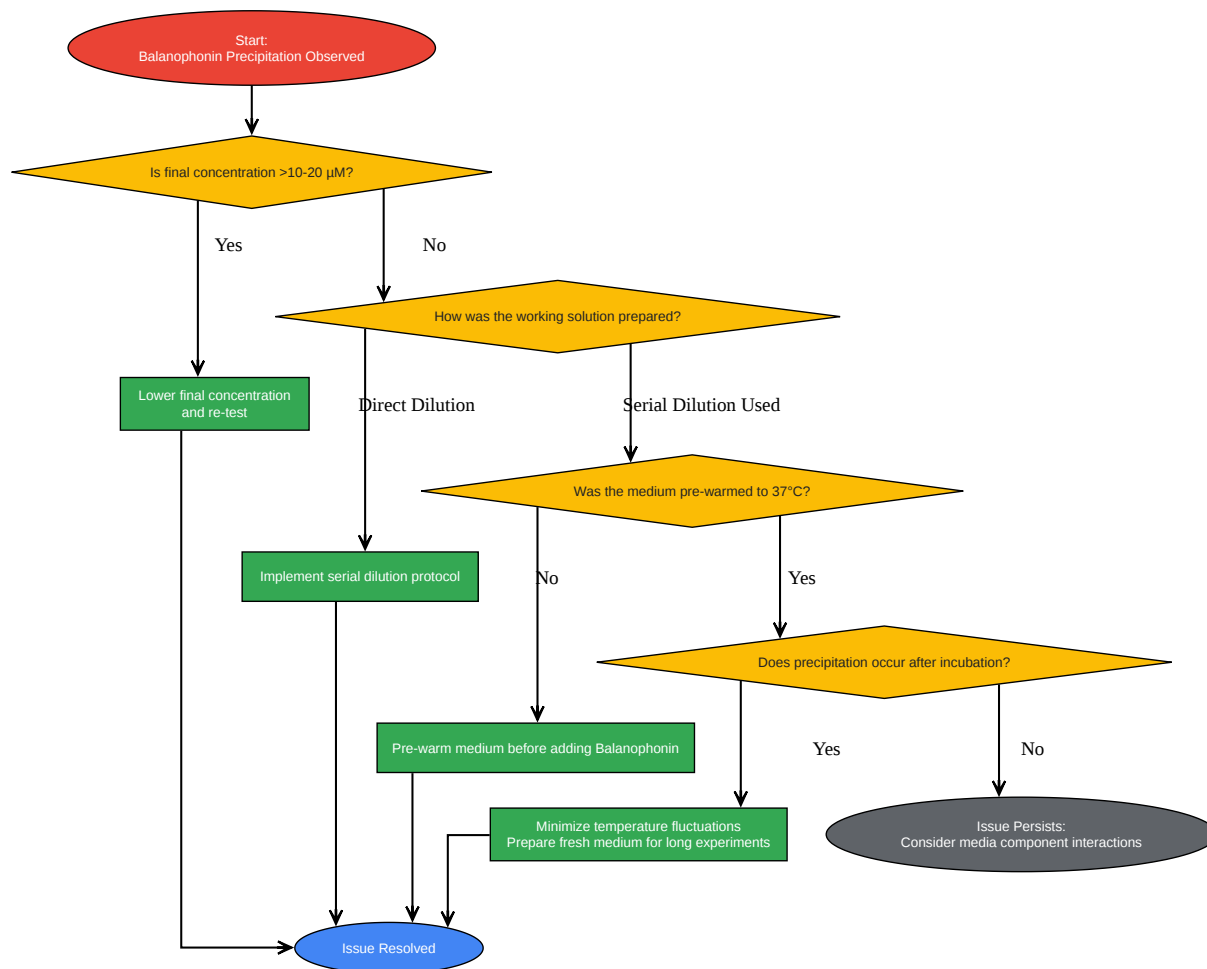 Start:
Balanophonin Precipitation Observed
Is final concentration >10-20 µM?
Yes
No
How was the working solution prepared?
Lower final concentration
and re-test
Direct Dilution
Serial Dilution Used
Was the medium pre-warmed to 37°C?
Implement serial dilution protocol
No
Yes
Does precipitation occur after incubation?
Pre-warm medium before adding Balanophonin
Yes
No
Minimize temperature fluctuations
Prepare fresh medium for long experiments
Issue Persists:
Consider media component interactions
Issue Resolved